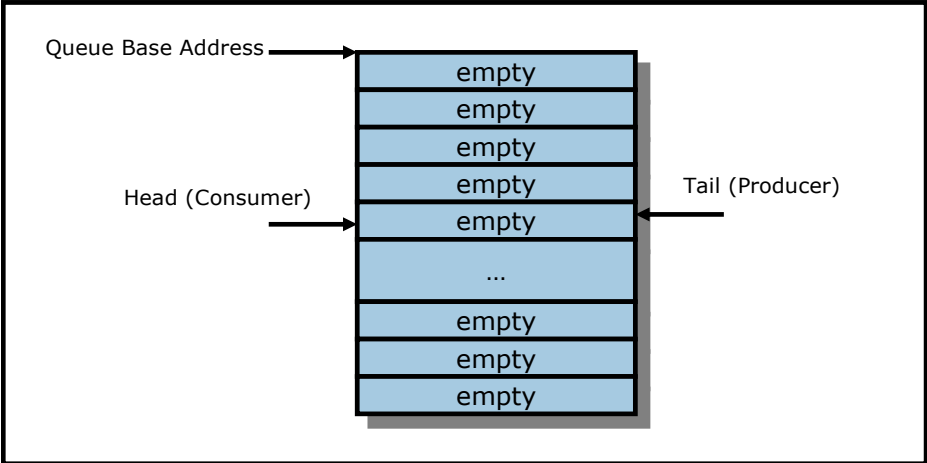 Queue Base Address
empty
empty
empty
empty
Head (Consumer)
Tail (Producer)
empty
…
empty
empty
empty